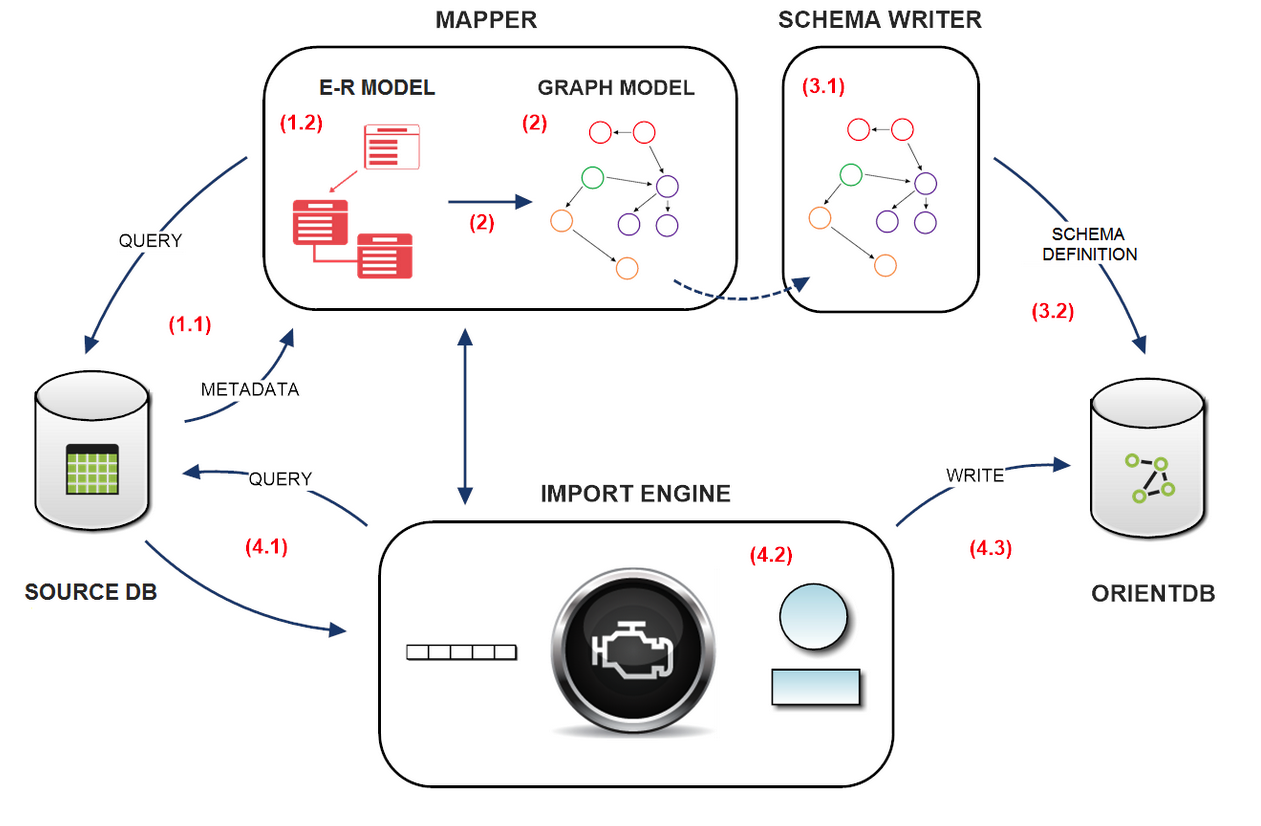 MAPPER
SCHEMA WRITER
E-R MODEL
GRAPH MODEL
(3.1)
(1.2)
(2)
(2)
QUERY
SCHEMA
DEFINITION
(1.1)
(3.2)
METADATA
QUERY
IMPORT ENGINE
WRITE
(4.1)
(4.2)
(4.3)
SOURCE DB
ORIENTDB